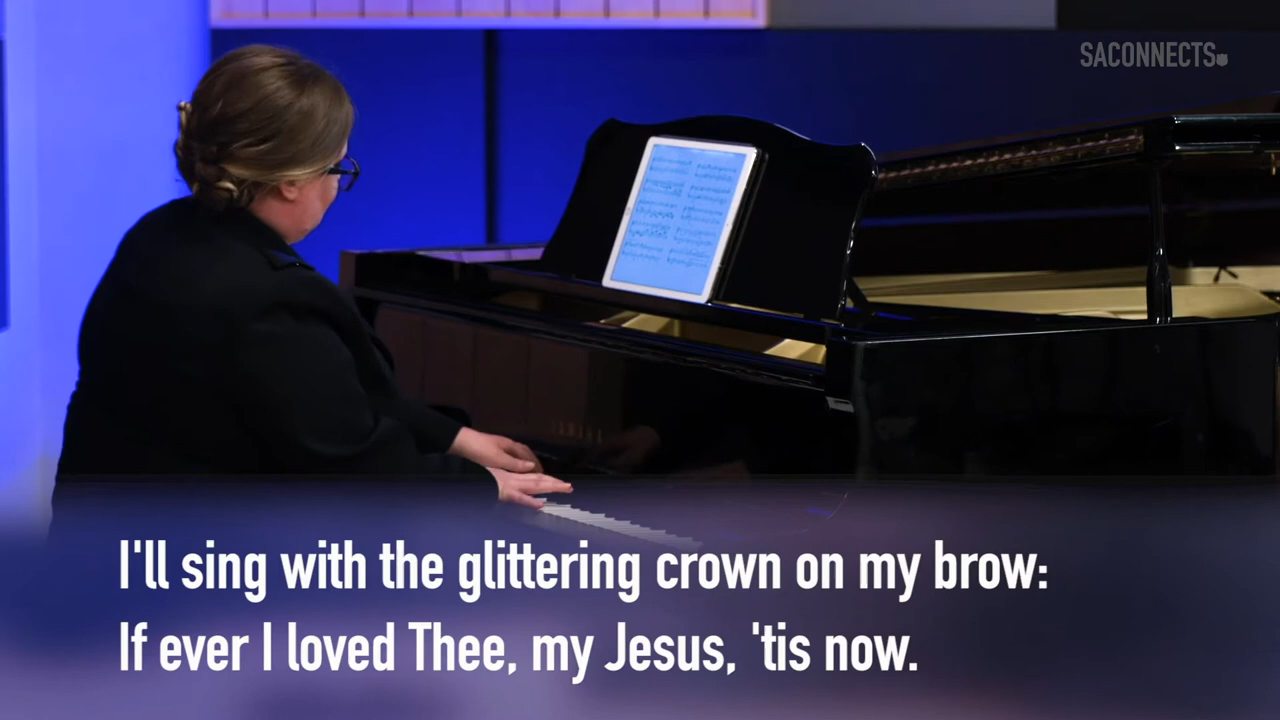 SACONNECTS
I'll sing with the glittering crown on my brow:
If ever I loved Thee, my Jesus, 'tis now.